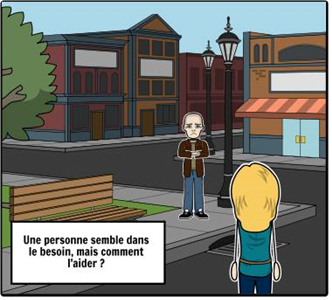 Une personne semble dans
le besoin, mais comment
l'aider ?